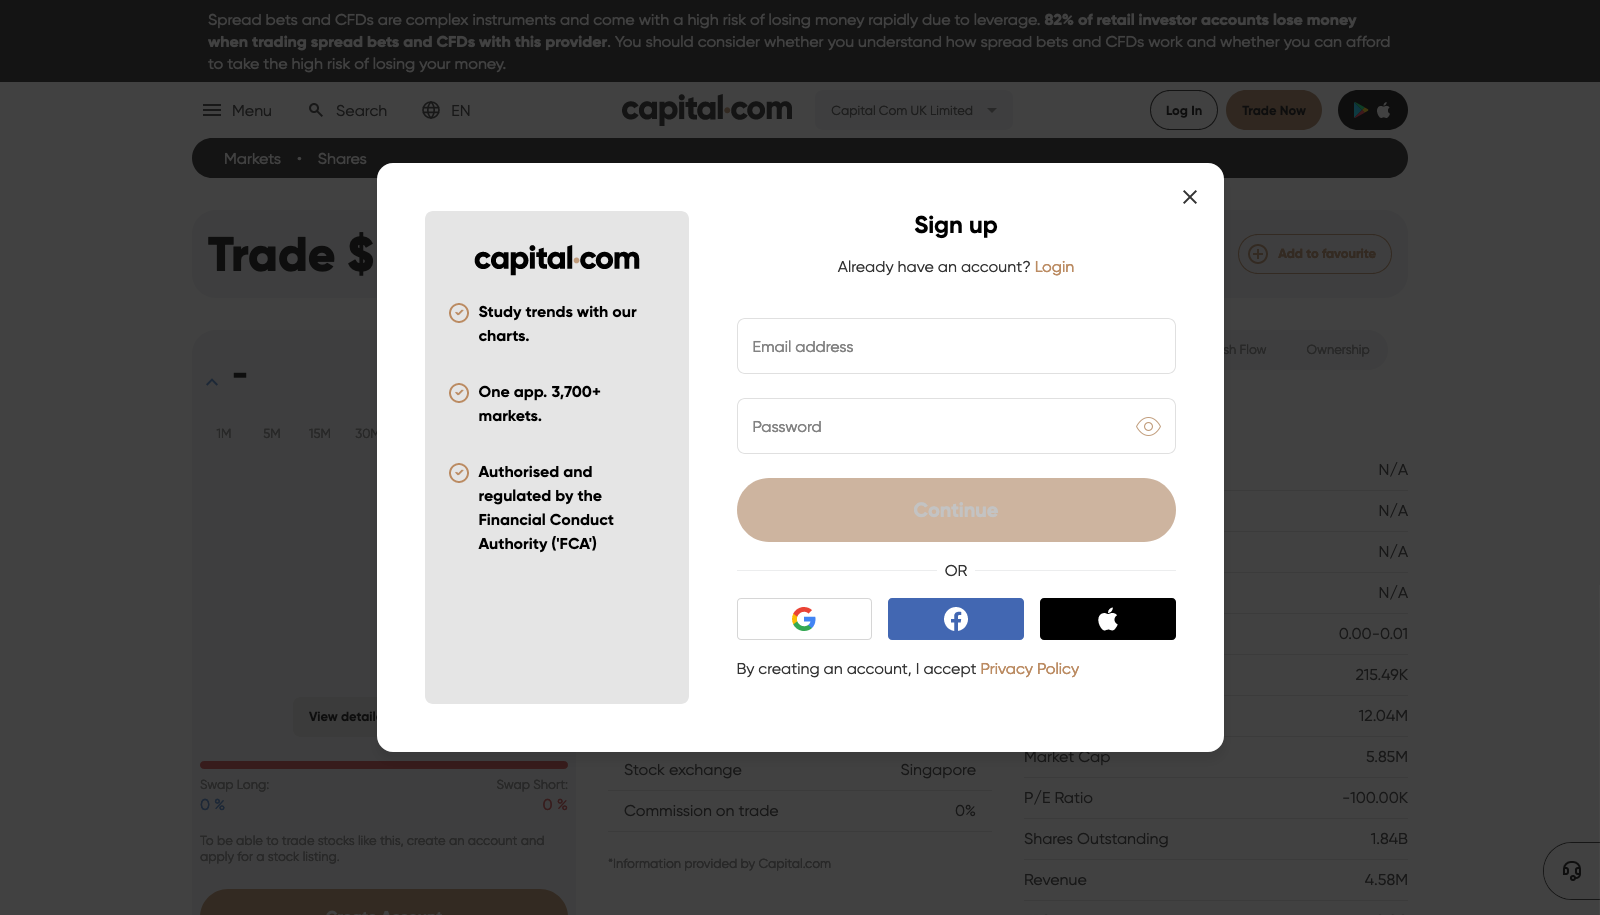 Spread bets and CFDs are complex instruments and come with a high risk of losing money rapidly due to leverage. 82% of retail investor accounts lose money
when trading spread bets and CFDs with this provider. You should consider whether you understand how spread bets and CFDs work and whether you can afford
to take the high risk of losing your money.
Menu
Search
EN
capital.com
Capital Com UK Limited
Log In
Trade Now
Markets
Shares
Trade $
Add to favourite
sh Flow
Ownership
-
1M
5M
15M
30M
capital.com
Study trends with our
charts.
One app. 3,700+
markets.
Authorised and
regulated by the
Financial Conduct
Authority ('FCA')
Sign up
Already have an account? Login
Email address
Password
Continue
OR
By creating an account, I accept Privacy Policy
View detail
Swap Long:
Swap Short:
0 %
0 %
To be able to trade stocks like this, create an account and
apply for a stock listing.
Create Account
Stock exchange
Singapore
Commission on trade
0%
*Information provided by Capital.com
N/A
N/A
N/A
N/A
0.00-0.01
215.49K
12.04M
Market Cap
5.85M
P/E Ratio
-100.00K
Shares Outstanding
1.84B
Revenue
4.58M